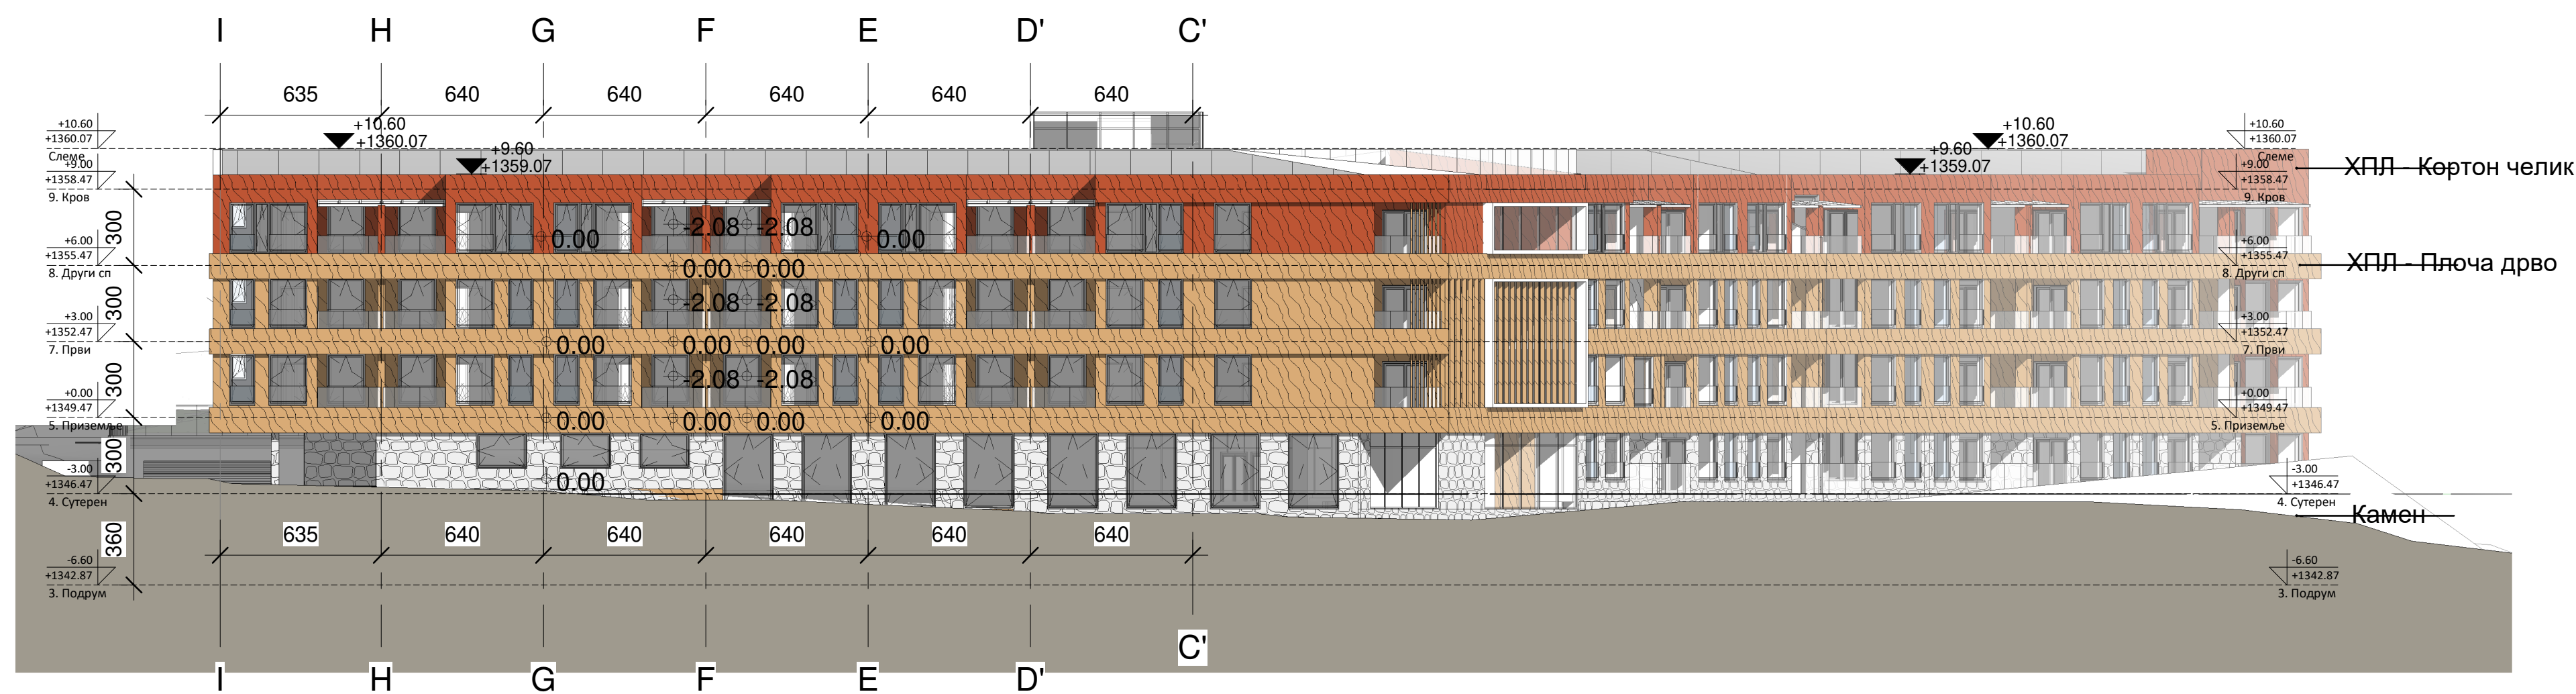 I H G F E D' C'
635 640 640 640 640 640
+10.60
+1360.07
Слеме
+9.00
+1358.47
9. Кров
+10.60
+1360.07
+9.60
+1359.07
+10.60
+1360.07
+9.60
+1359.07
+10.60
+1360.07
Слеме
+9.00
+1358.47
9. Кров
ХПЛ - Кортон челик
300
0.00 -2.08 -2.08 0.00
+6.00
+1355.47
8. Други сп
0.00 0.00
+6.00
+1355.47
8. Други сп
ХПЛ - Плоча дрво
300
-2.08 -2.08
+3.00
+1352.47
7. Први
0.00 0.00 0.00 0.00
+3.00
+1352.47
7. Први
300
-2.08 -2.08
+0.00
+1349.47
5. Приземље
0.00 0.00 0.00 0.00
+0.00
+1349.47
5. Приземље
300
-3.00
+1346.47
4. Сутерен
0.00
-3.00
+1346.47
4. Сутерен
Камен
360
635 640 640 640 640 640
-6.60
+1342.87
3. Подрум
-6.60
+1342.87
3. Подрум
I H G F E D' C'